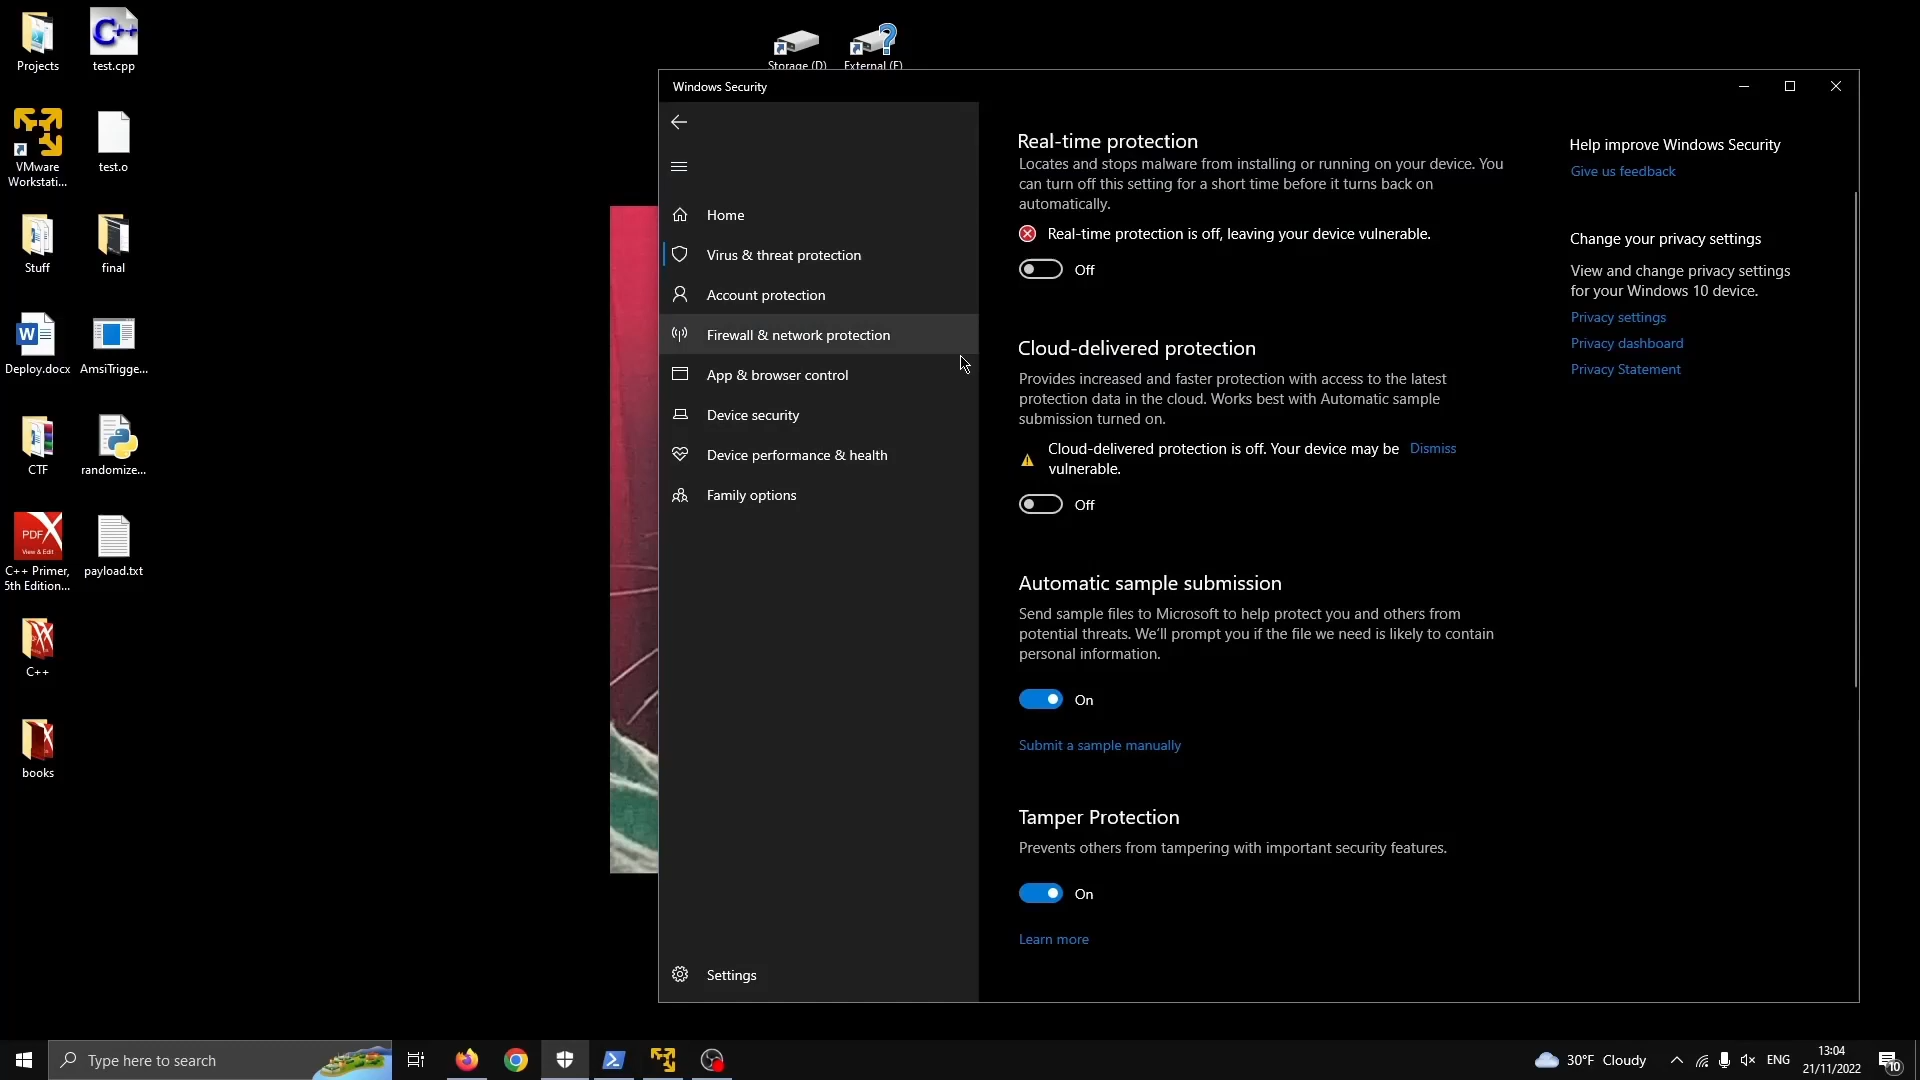 Projects
test.cpp
Storage (D)
External (E)
VMware
Workstati...
test.o
Stuff
final
Deploy.docx
AmsiTrigge...
CTF
randomize...
PDF
View & Edit
C++ Primer,
5th Edition...
payload.txt
C++
books
Windows Security
Home
Virus & threat protection
Account protection
Firewall & network protection
App & browser control
Device security
Device performance & health
Family options
Settings
Real-time protection
Locates and stops malware from installing or running on your device. You
can turn off this setting for a short time before it turns back on
automatically.
Real-time protection is off, leaving your device vulnerable.
Off
Cloud-delivered protection
Provides increased and faster protection with access to the latest
protection data in the cloud. Works best with Automatic sample
submission turned on.
Cloud-delivered protection is off. Your device may be Dismiss
vulnerable.
Off
Automatic sample submission
Send sample files to Microsoft to help protect you and others from
potential threats. We'll prompt you if the file we need is likely to contain
personal information.
On
Submit a sample manually
Tamper Protection
Prevents others from tampering with important security features.
On
Learn more
Help improve Windows Security
Give us feedback
Change your privacy settings
View and change privacy settings
for your Windows 10 device.
Privacy settings
Privacy dashboard
Privacy Statement
Type here to search
30°F Cloudy
ENG
13:04
21/11/2022
10